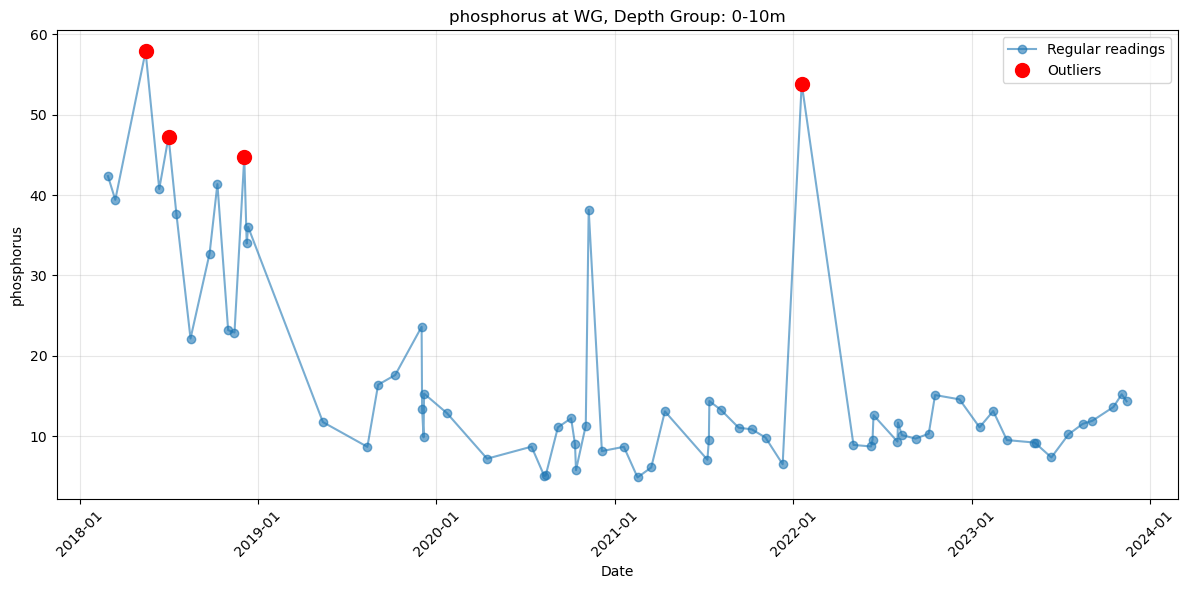 phosphorus at WG, Depth Group: 0-10m
Regular readings
Outliers
phosphorus
60
50
40
30
20
10
2018-01
2019-01
2020-01
2021-01
2022-01
2023-01
2024-01
Date